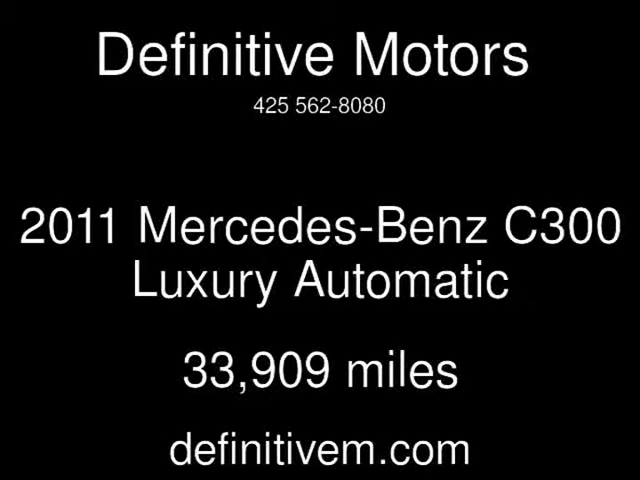 Definitive Motors
425 562-8080
2011 Mercedes-Benz C300
Luxury Automatic
33,909 miles
definitivem.com